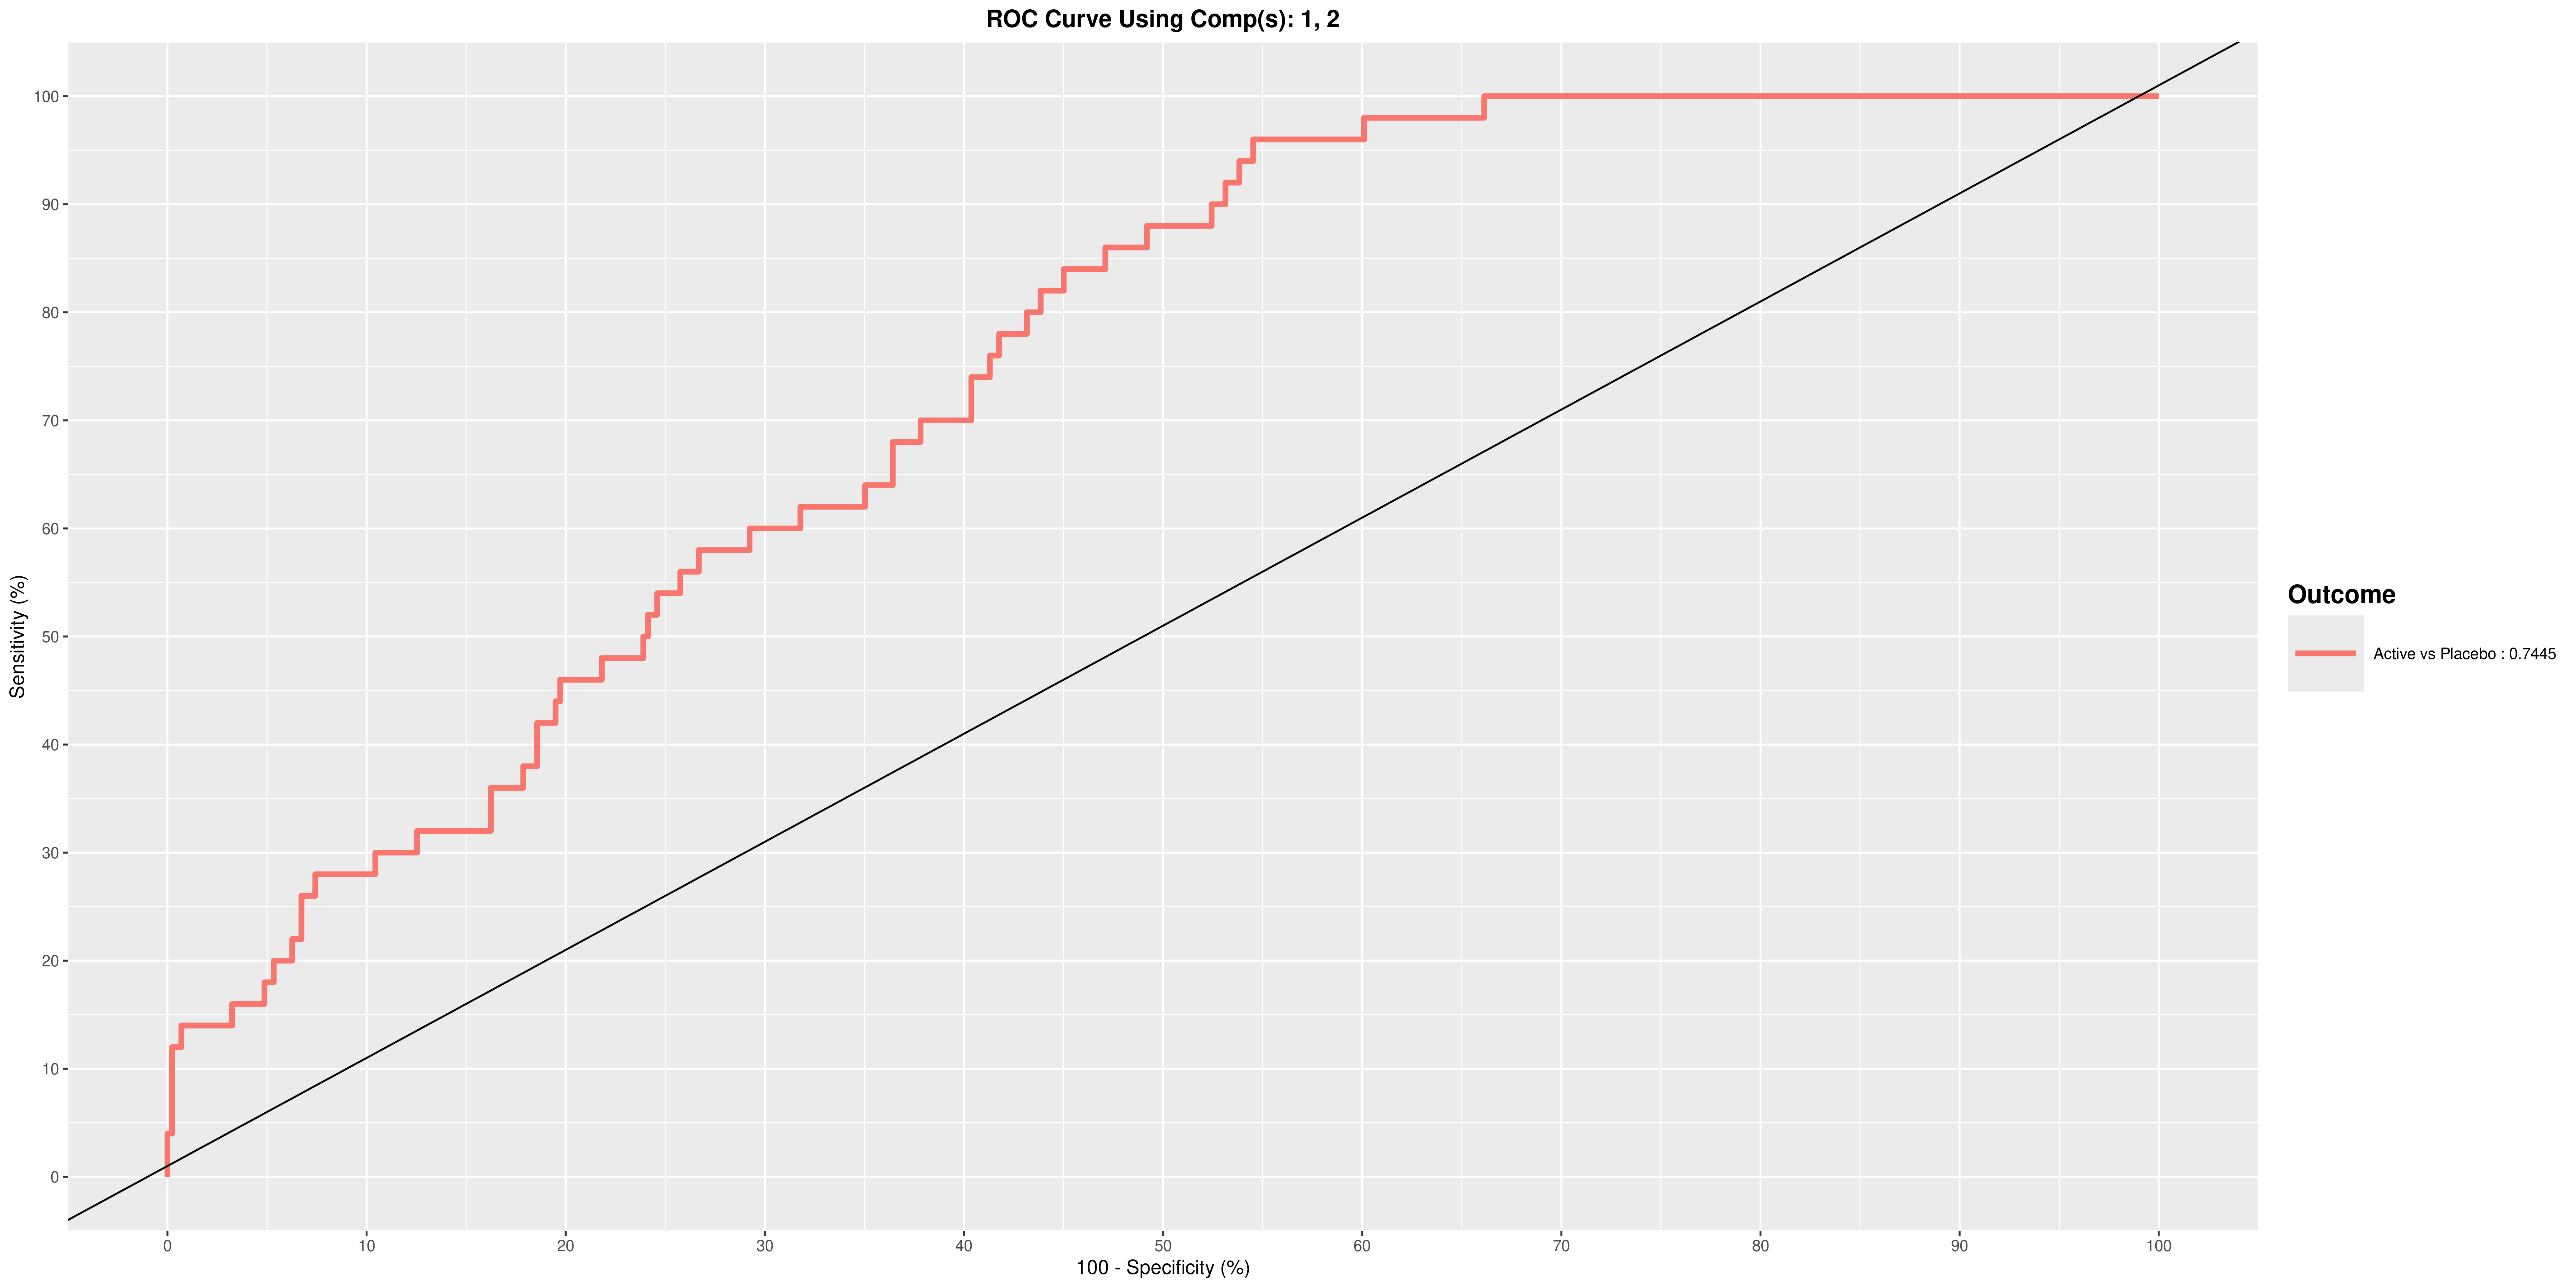 ROC Curve Using Comp(s): 1, 2
100
90
80
70
60
50
40
30
20
10
0
Sensitivity (%)
0 10 20 30 40 50 60 70 80 90 100
100 - Specificity (%)
Outcome
Active vs Placebo : 0.7445